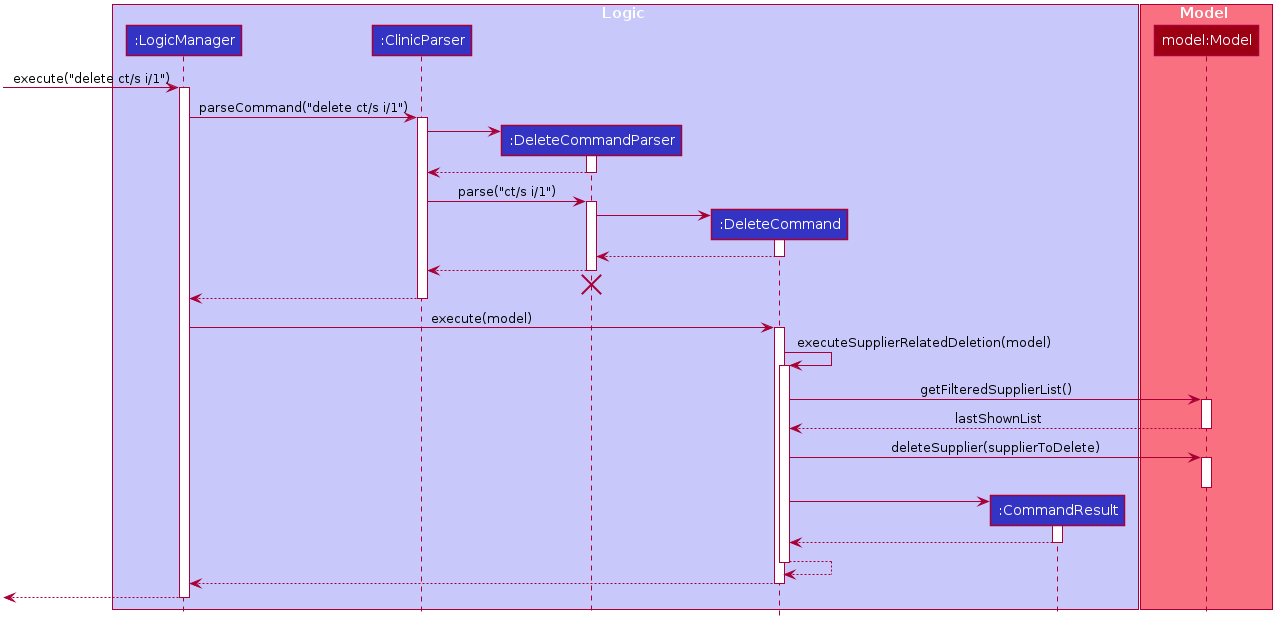 Logic
Model
:LogicManager
:ClinicParser
model:Model
execute("delete ct/s i/1")
parseCommand("delete ct/s i/1")
:DeleteCommandParser
parse("ct/s i/1")
:DeleteCommand
execute(model)
executeSupplierRelatedDeletion(model)
getFilteredSupplierList()
lastShownList
deleteSupplier(supplierToDelete)
:CommandResult